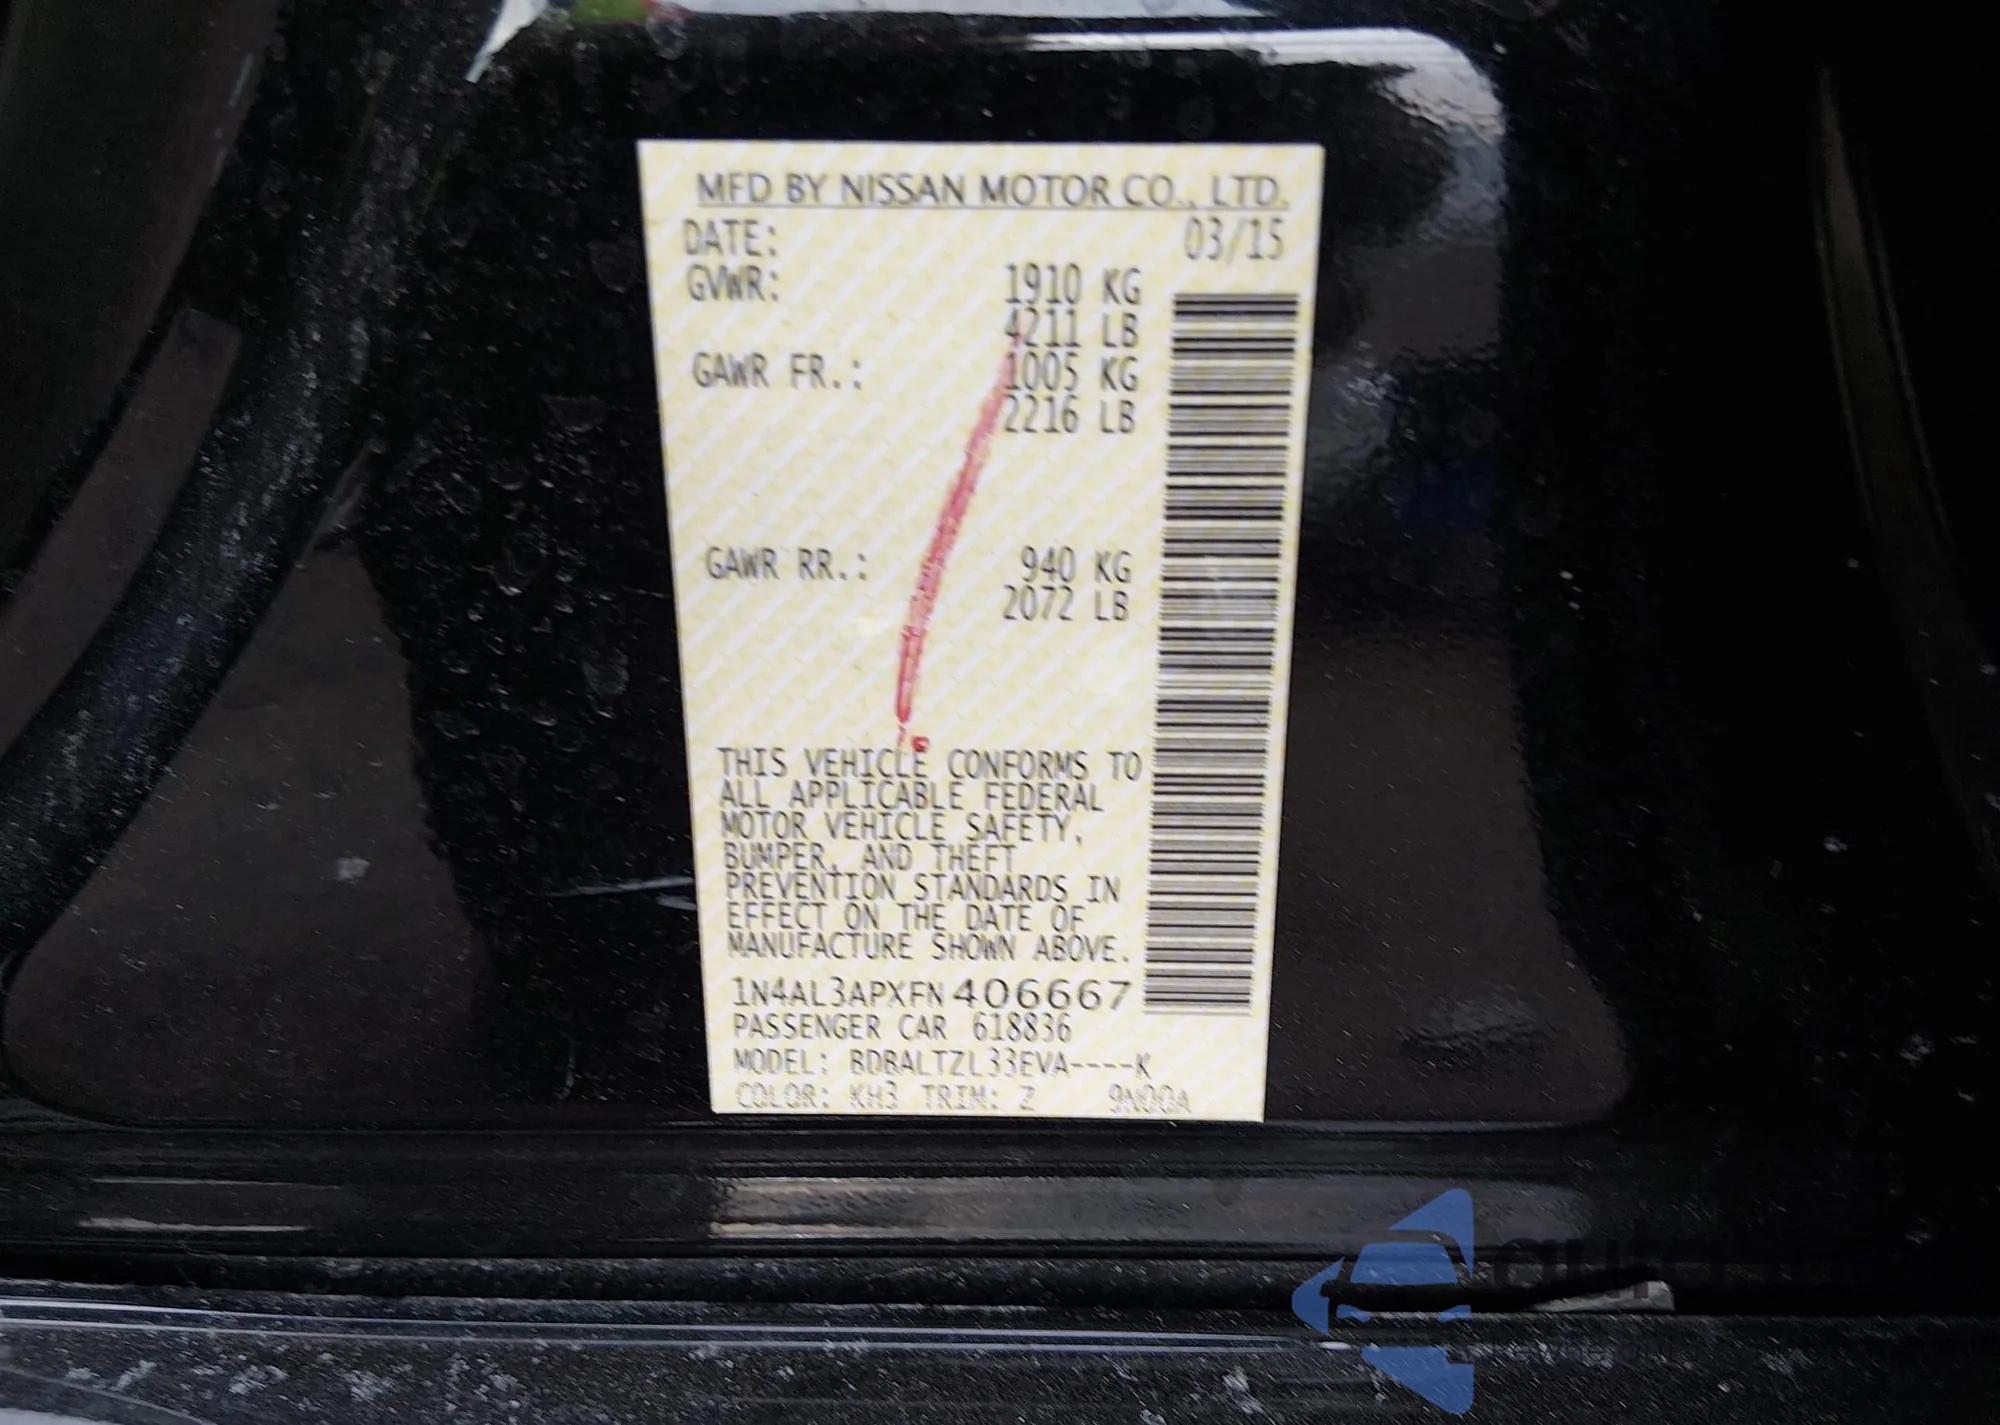 MFD BY NISSAN MOTOR CO., LTD.
DATE: 03/15
GVWR: 1910 KG
4211 LB
GAWR FR.: 1005 KG
2216 LB
GAWR RR.: 940 KG
2072 LB
THIS VEHICLE CONFORMS TO
ALL APPLICABLE FEDERAL
MOTOR VEHICLE SAFETY,
BUMPER, AND THEFT
PREVENTION STANDARDS IN
EFFECT ON THE DATE OF
MANUFACTURE SHOWN ABOVE.
1N4AL3APXFN406667
PASSENGER CAR 618836
MODEL: BDBALTZL33EVA----K
COLOR: KH3 TRIM: Z 9N00A